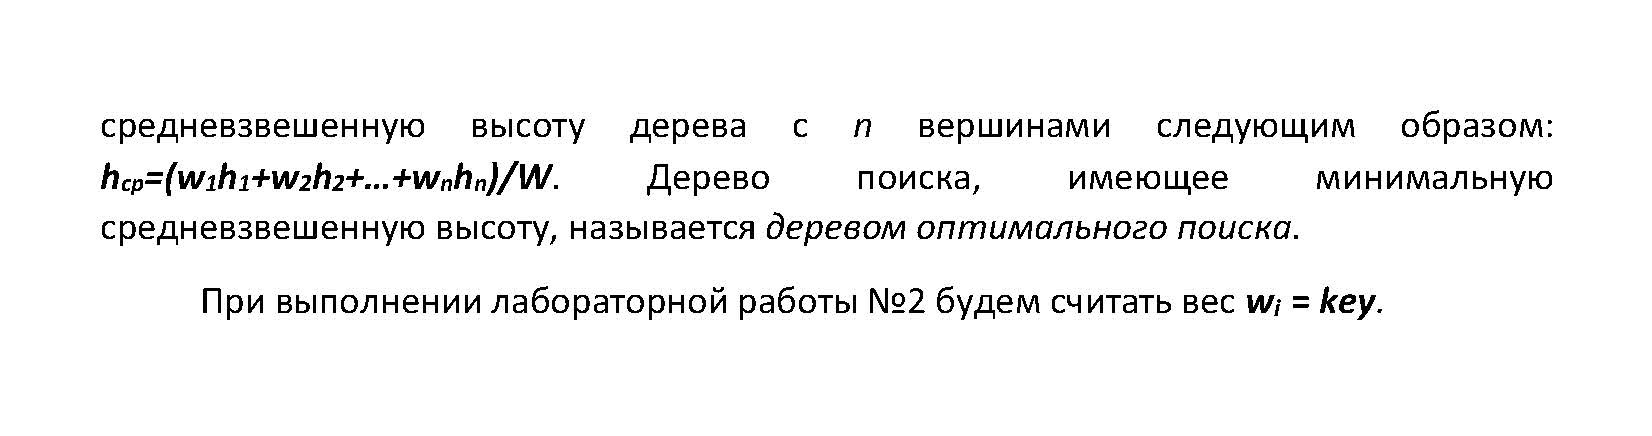 средневзвешенную высоту дерева с n вершинами следующим образом:
hср=(w1h1+w2h2+...+wnhn)/W. Дерево поиска, имеющее минимальную
средневзвешенную высоту, называется деревом оптимального поиска.
При выполнении лабораторной работы №2 будем считать вес wi = key.